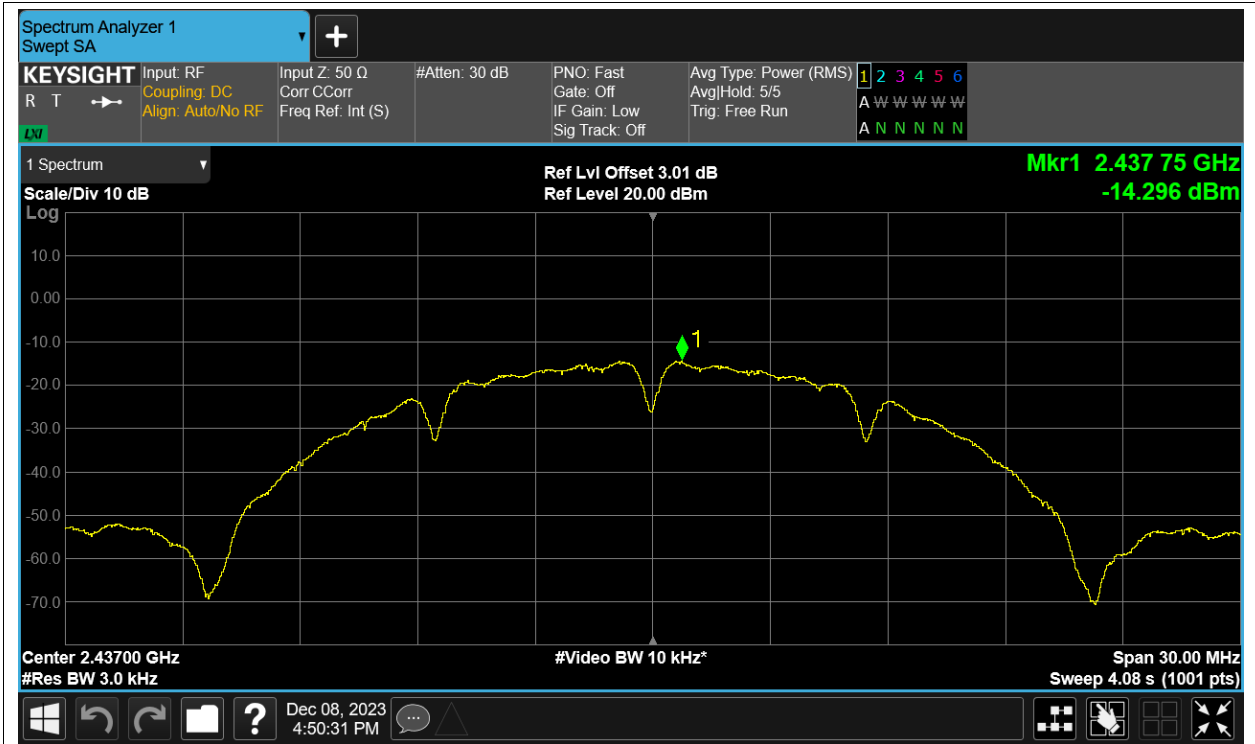 Spectrum Analyzer 1
Swept SA
KEYSIGHT
R T
LXI
Input: RF
Coupling: DC
Align: Auto/No RF
Input Z: 50 Ω
Corr CCorr
Freq Ref: Int (S)
#Atten: 30 dB
PNO: Fast
Gate: Off
IF Gain: Low
Sig Track: Off
Avg Type: Power (RMS)
Avg|Hold: 5/5
Trig: Free Run
1 2 3 4 5 6
A W W W W W
A N N N N N
1 Spectrum
Scale/Div 10 dB
Log
Ref Lvl Offset 3.01 dB
Ref Level 20.00 dBm
Mkr1 2.437 75 GHz
-14.296 dBm
10.0
0.00
-10.0
-20.0
-30.0
-40.0
-50.0
-60.0
-70.0
1
Center 2.43700 GHz
#Res BW 3.0 kHz
#Video BW 10 kHz*
Span 30.00 MHz
Sweep 4.08 s (1001 pts)
?
Dec 08, 2023
4:50:31 PM